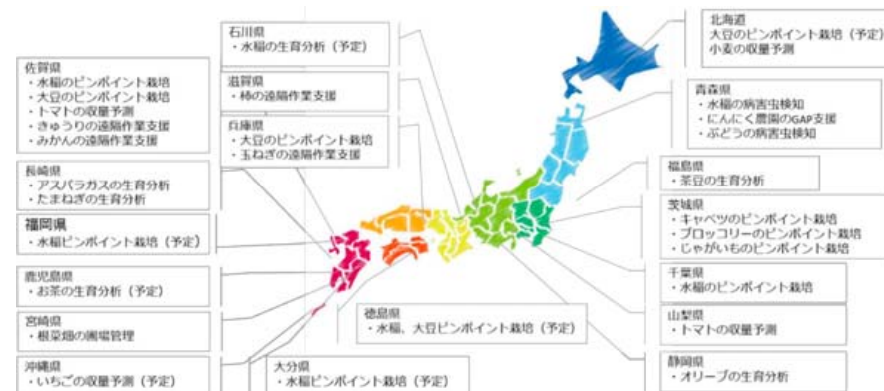 石川県
・水稲の生育分析（予定）
佐賀県
・水稲のピンポイント栽培
・大豆のピンポイント栽培
・トマトの収量予測
・きゅうりの遠隔作業支援
・みかんの遠隔作業支援
滋賀県
・柿の遠隔作業支援
兵庫県
・大豆のピンポイント栽培
・玉ねぎの遠隔作業支援
長崎県
・アスパラガスの生育分析
・たまねぎの生育分析
福岡県
・水稲ピンポイント栽培（予定）
鹿児島県
・お茶の生育分析（予定）
宮崎県
・根菜畑の圃場管理
沖縄県
・いちごの収量予測（予定）
大分県
・水稲ピンポイント栽培（予定）
徳島県
・水稲、大豆ピンポイント栽培（予定）
北海道
大豆のピンポイント栽培（予定）
小麦の収量予測
青森県
・水稲の病害虫検知
・にんにく農園のGAP支援
・ぶどうの病害虫検知
福島県
・茶豆の生育分析
茨城県
・キャベツのピンポイント栽培
・ブロッコリーのピンポイント栽培
・じゃがいものピンポイント栽培
千葉県
・水稲のピンポイント栽培
山梨県
・トマトの収量予測
静岡県
・オリーブの生育分析